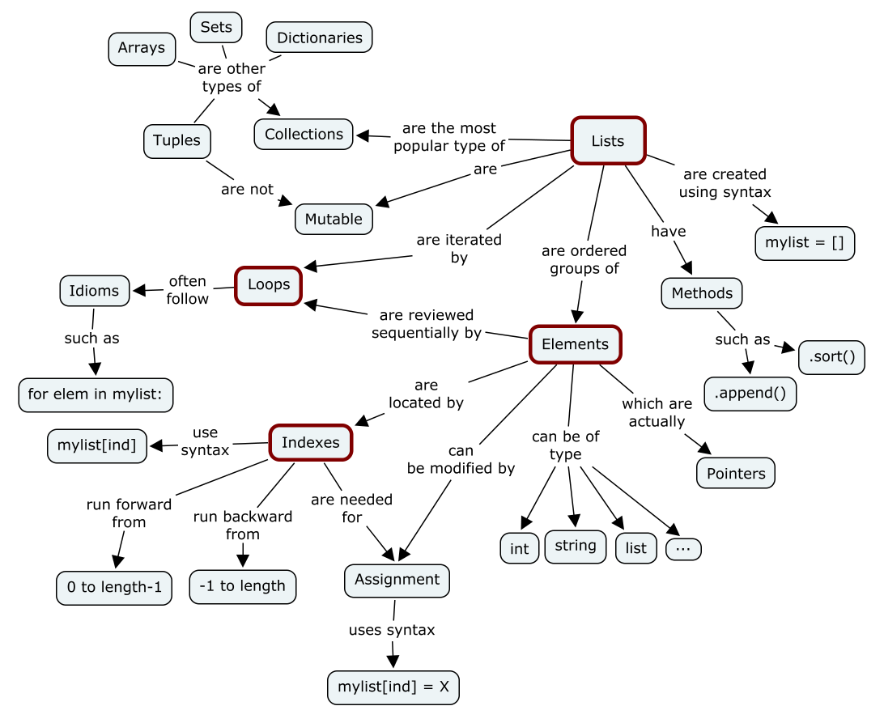 Sets
Dictionaries
Arrays
are other
types of
Tuples
Collections
are the most
popular type of
Lists
are
are not
Mutable
are created
using syntax
mylist = []
have
Methods
such as
.sort()
.append()
are iterated
by
are ordered
groups of
Loops
often
follow
Idioms
such as
for elem in mylist:
are reviewed
sequentially by
Elements
are
located by
which are
actually
Pointers
can be of
type
int
string
list
...
can
be modified by
Indexes
use
syntax
mylist[ind]
run forward
from
0 to length-1
run backward
from
-1 to length
are needed
for
Assignment
uses syntax
mylist[ind] = X